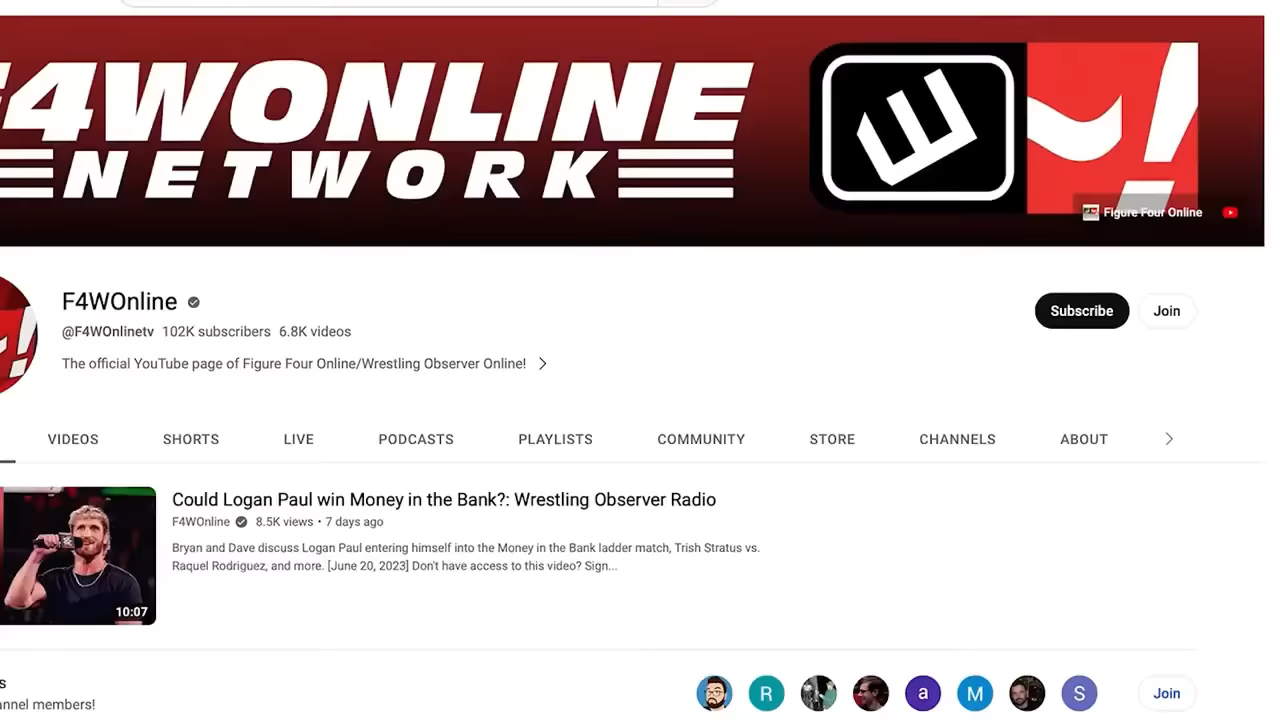 F4WONLINE
NETWORK
Figure Four Online
F4WOnline
@F4WOnlinetv 102K subscribers 6.8K videos
The official YouTube page of Figure Four Online/Wrestling Observer Online!
Subscribe
Join
VIDEOS SHORTS LIVE PODCASTS PLAYLISTS COMMUNITY STORE CHANNELS ABOUT
Could Logan Paul win Money in the Bank?: Wrestling Observer Radio
F4WOnline 8.5K views • 7 days ago
Bryan and Dave discuss Logan Paul entering himself into the Money in the Bank ladder match, Trish Stratus vs.
Raquel Rodriguez, and more. [June 20, 2023] Don't have access to this video? Sign...
10:07
s
annel members!
R
a
M
S
Join